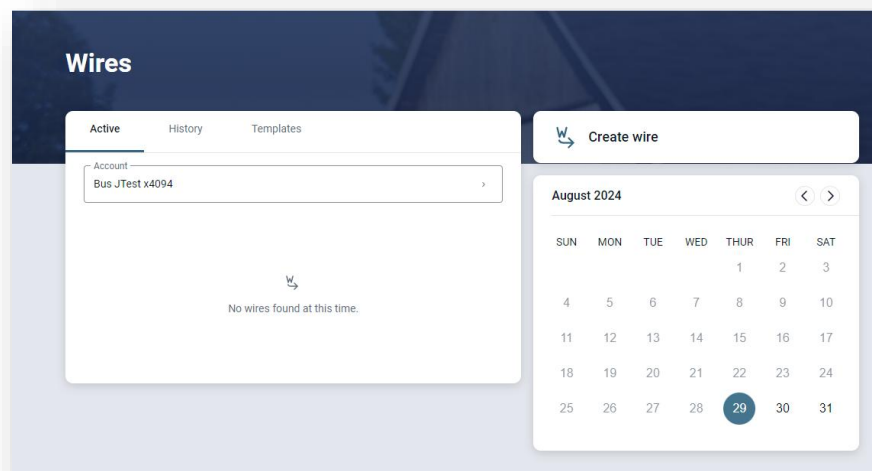 Wires
Active History Templates
Account
Bus JTest x4094
No wires found at this time.
Create wire
August 2024
SUN MON TUE WED THUR FRI SAT
1 2 3
4 5 6 7 8 9 10
11 12 13 14 15 16 17
18 19 20 21 22 23 24
25 26 27 28 29 30 31